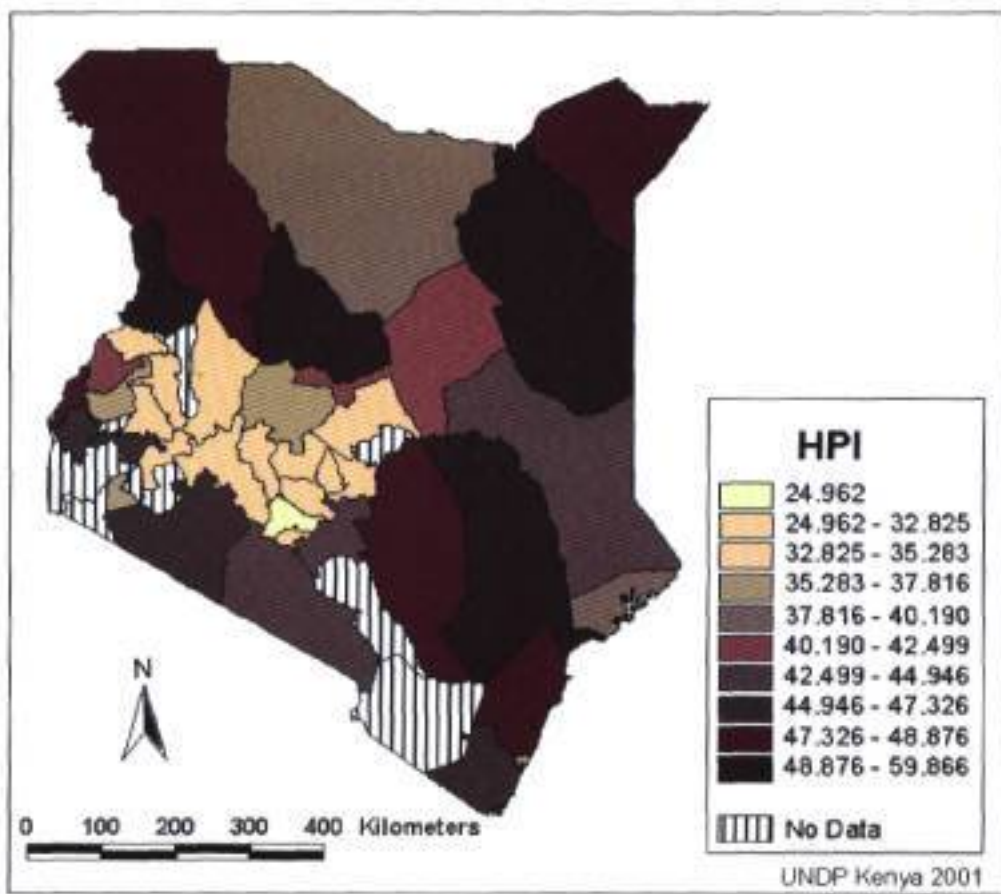 HPI
24.962
24.962 - 32.825
32.825 - 35.283
35.283 - 37.816
37.816 - 40.190
40.190 - 42.499
42.499 - 44.946
44.946 - 47.326
47.326 - 48.876
48.876 - 59.866
No Data
N
0 100 200 300 400 Kilometers
UNDP Kenya 2001